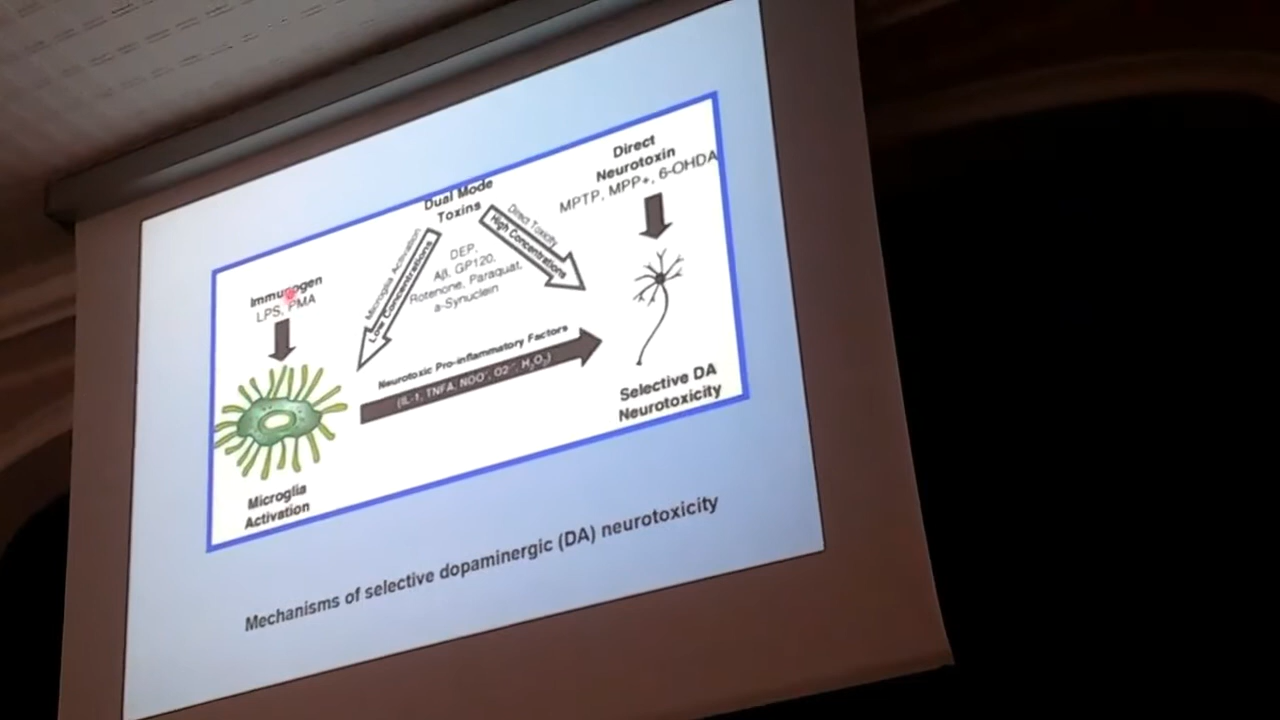 Immunogen
LPS, PMA
Microglia
Activation
Dual Mode
Toxins
Microglia Activation
Low Concentrations
DEP,
Aβ, GP120,
Rotenone, Paraquat,
a-Synuclein
Direct Toxicity
High Concentrations
Direct
Neurotoxin
MPTP, MPP+, 6-OHDA
Neurotoxic Pro-inflammatory Factors
(IL-1, TNFA, NOO⁻, O2⁻, H₂O₂)
Selective DA
Neurotoxicity
Mechanisms of selective dopaminergic (DA) neurotoxicity